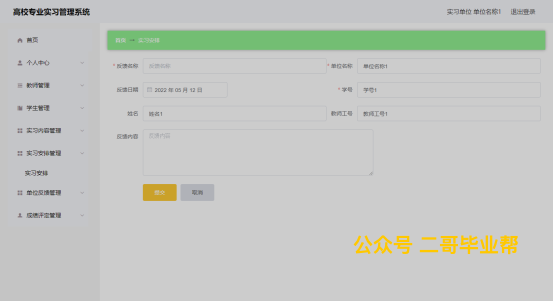 高校专业实习管理系统
实习单位 单位名称1 退出登录
首页
个人中心
教师管理
学生管理
实习内容管理
实习安排管理
实习安排
单位反馈管理
成绩评定管理
首页 实习安排
* 反馈名称 反馈名称 * 单位名称 单位名称1
反馈日期 2022 年 05 月 12 日 * 学号 学号1
姓名 姓名1 教师工号 教师工号1
反馈内容 反馈内容
提交 取消
公众号 二哥毕业帮